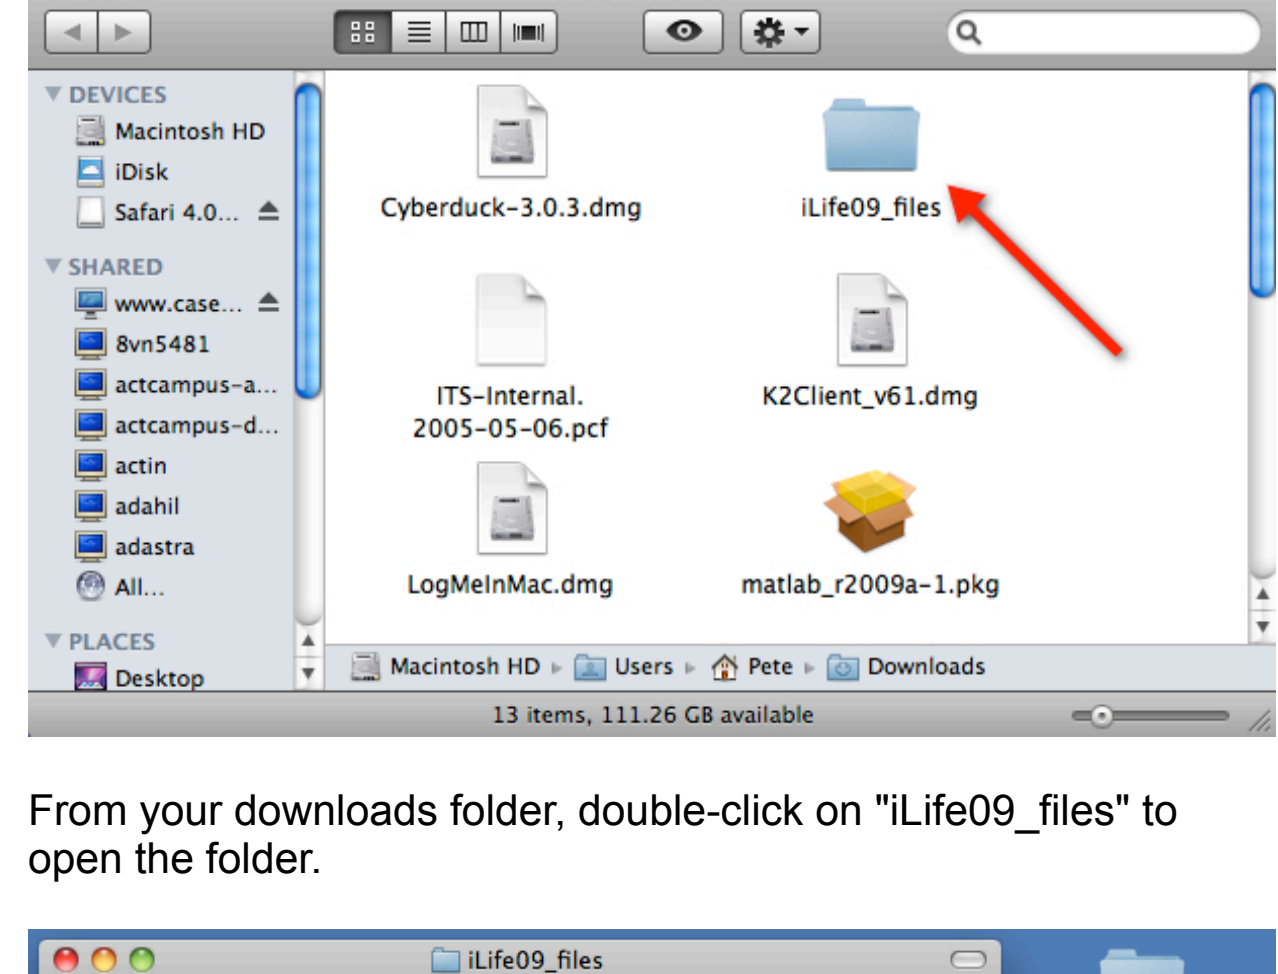 DEVICES
Macintosh HD
iDisk
Safari 4.0...
SHARED
www.case...
8vn5481
actcampus-a...
actcampus-d...
actin
adahil
adastra
All...
PLACES
Desktop
Cyberduck-3.0.3.dmg
iLife09_files
ITS-Internal.
2005-05-06.pcf
K2Client_v61.dmg
LogMeInMac.dmg
matlab_r2009a-1.pkg
Macintosh HD Users Pete Downloads
13 items, 111.26 GB available
From your downloads folder, double-click on "iLife09_files" to
open the folder.
iLife09_files